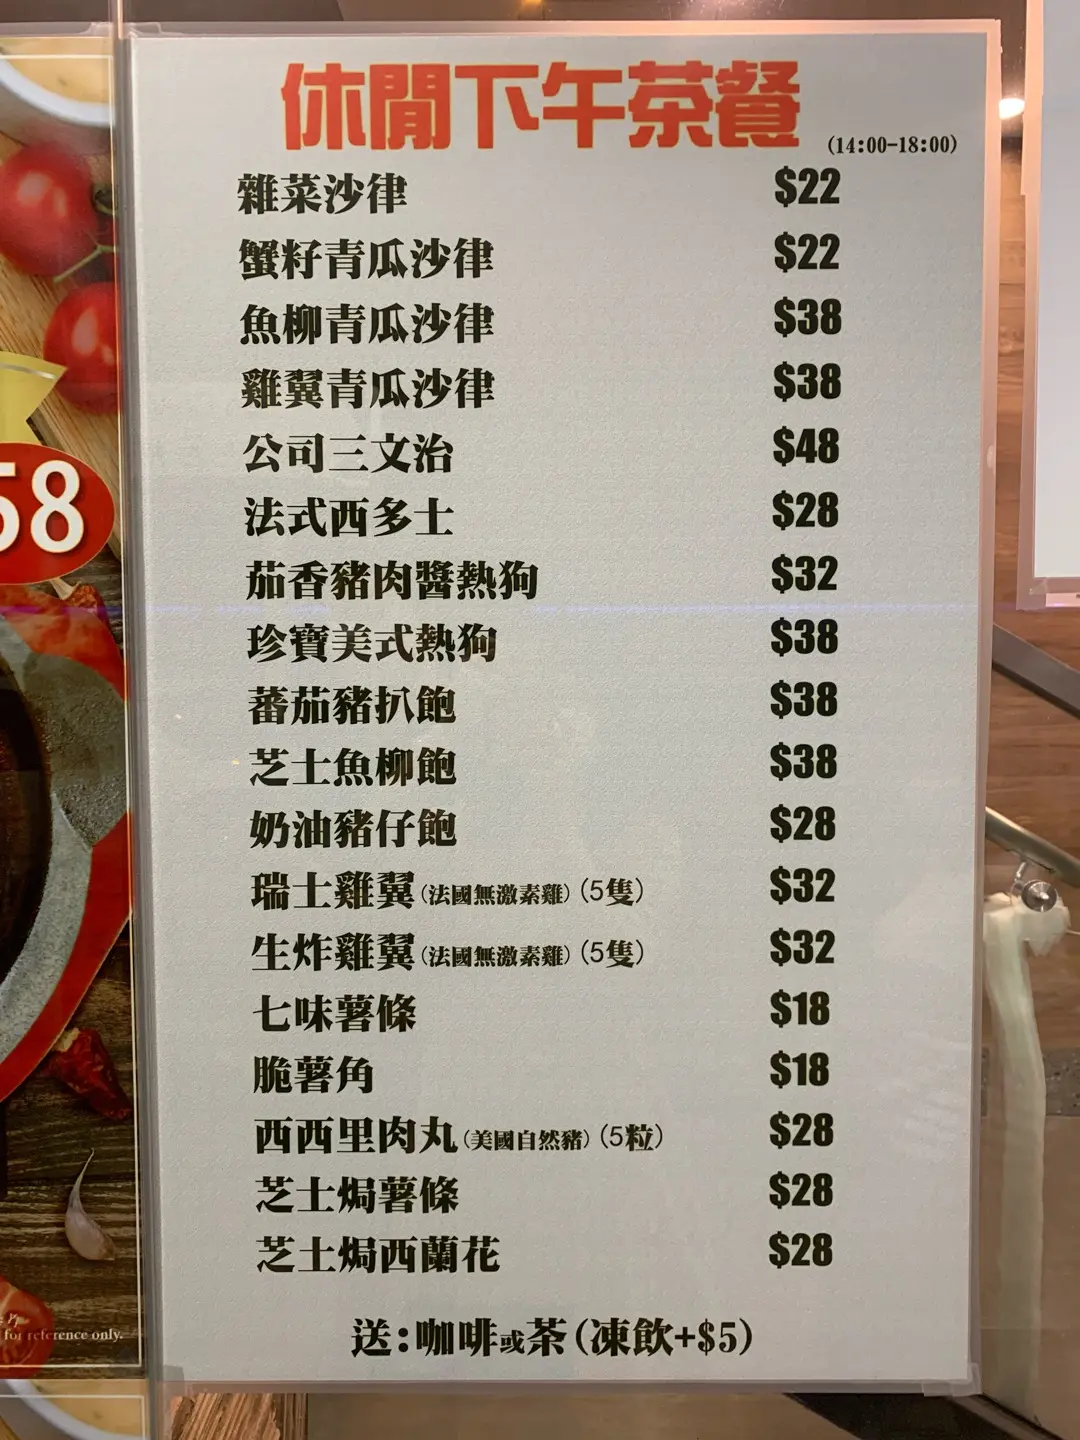 休閒下午茶餐 (14:00-18:00)
雜菜沙律 $22
蟹籽青瓜沙律 $22
魚柳青瓜沙律 $38
雞翼青瓜沙律 $38
公司三文治 $48
法式西多士 $28
茄香豬肉醬熱狗 $32
珍寶美式熱狗 $38
蕃茄豬扒飽 $38
芝士魚柳飽 $38
奶油豬仔飽 $28
瑞士雞翼(法國無激素雞)(5隻) $32
生炸雞翼(法國無激素雞)(5隻) $32
七味薯條 $18
脆薯角 $18
西西里肉丸(美國自然豬)(5粒) $28
芝士焗薯條 $28
芝士焗西蘭花 $28
送:咖啡或茶(凍飲+$5)
58
for reference only.